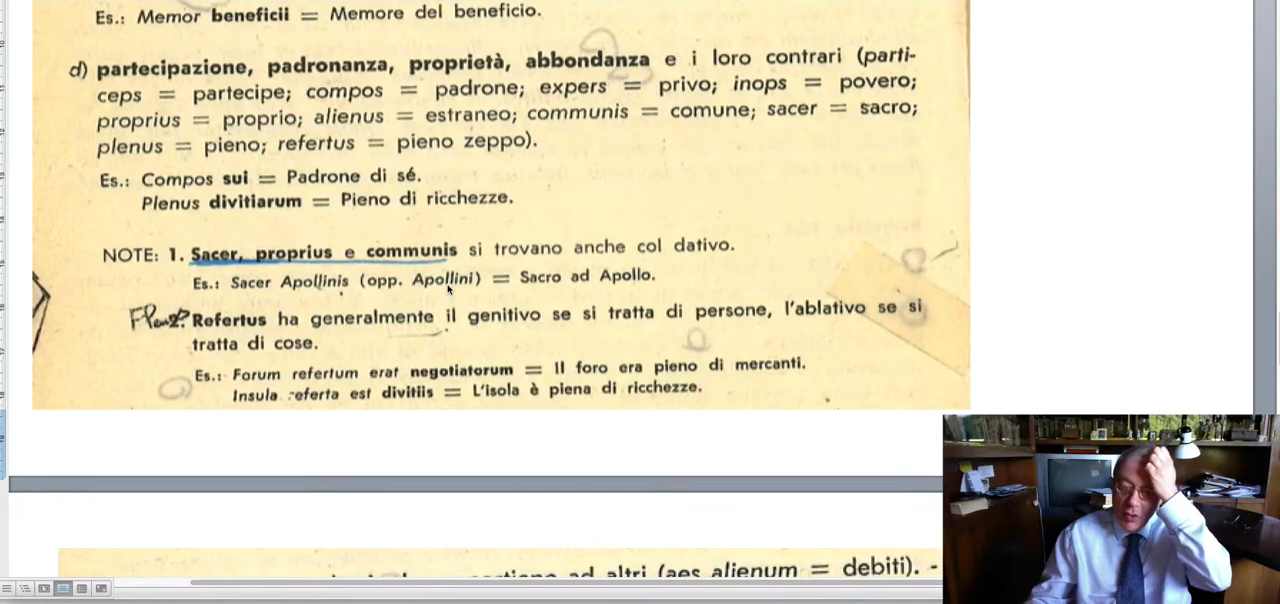 Es.: Memor beneficii = Memore del beneficio.
d) partecipazione, padronanza, proprietà, abbondanza e i loro contrari (parti-
ceps = partecipe; compos = padrone; expers = privo; inops = povero;
proprius = proprio; alienus = estraneo; communis = comune; sacer = sacro;
plenus = pieno; refertus = pieno zeppo).
Es.: Compos sui = Padrone di sé.
Plenus divitiarum = Pieno di ricchezze.
NOTE: 1. Sacer, proprius e communis si trovano anche col dativo.
Es.: Sacer Apollinis (opp. Apollini) = Sacro ad Apollo.
2. Refertus ha generalmente il genitivo se si tratta di persone, l'ablativo se si
tratta di cose.
Es.: Forum refertum erat negotiatorum = Il foro era pieno di mercanti.
Insula referta est divitiis = L'isola è piena di ricchezze.
ad altri (aes alienum = debiti). -